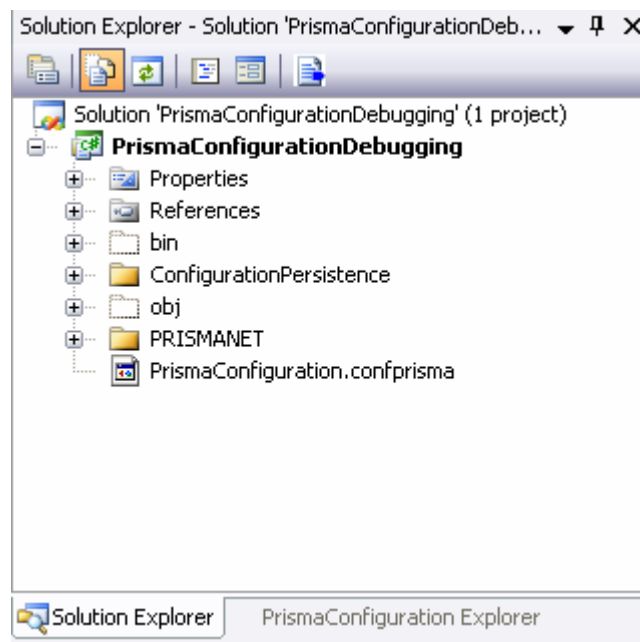 Solution Explorer - Solution 'PrismaConfigurationDeb...
Solution 'PrismaConfigurationDebugging' (1 project)
PrismaConfigurationDebugging
Properties
References
bin
ConfigurationPersistence
obj
PRISMANET
PrismaConfiguration.confprisma
Solution Explorer PrismaConfiguration Explorer